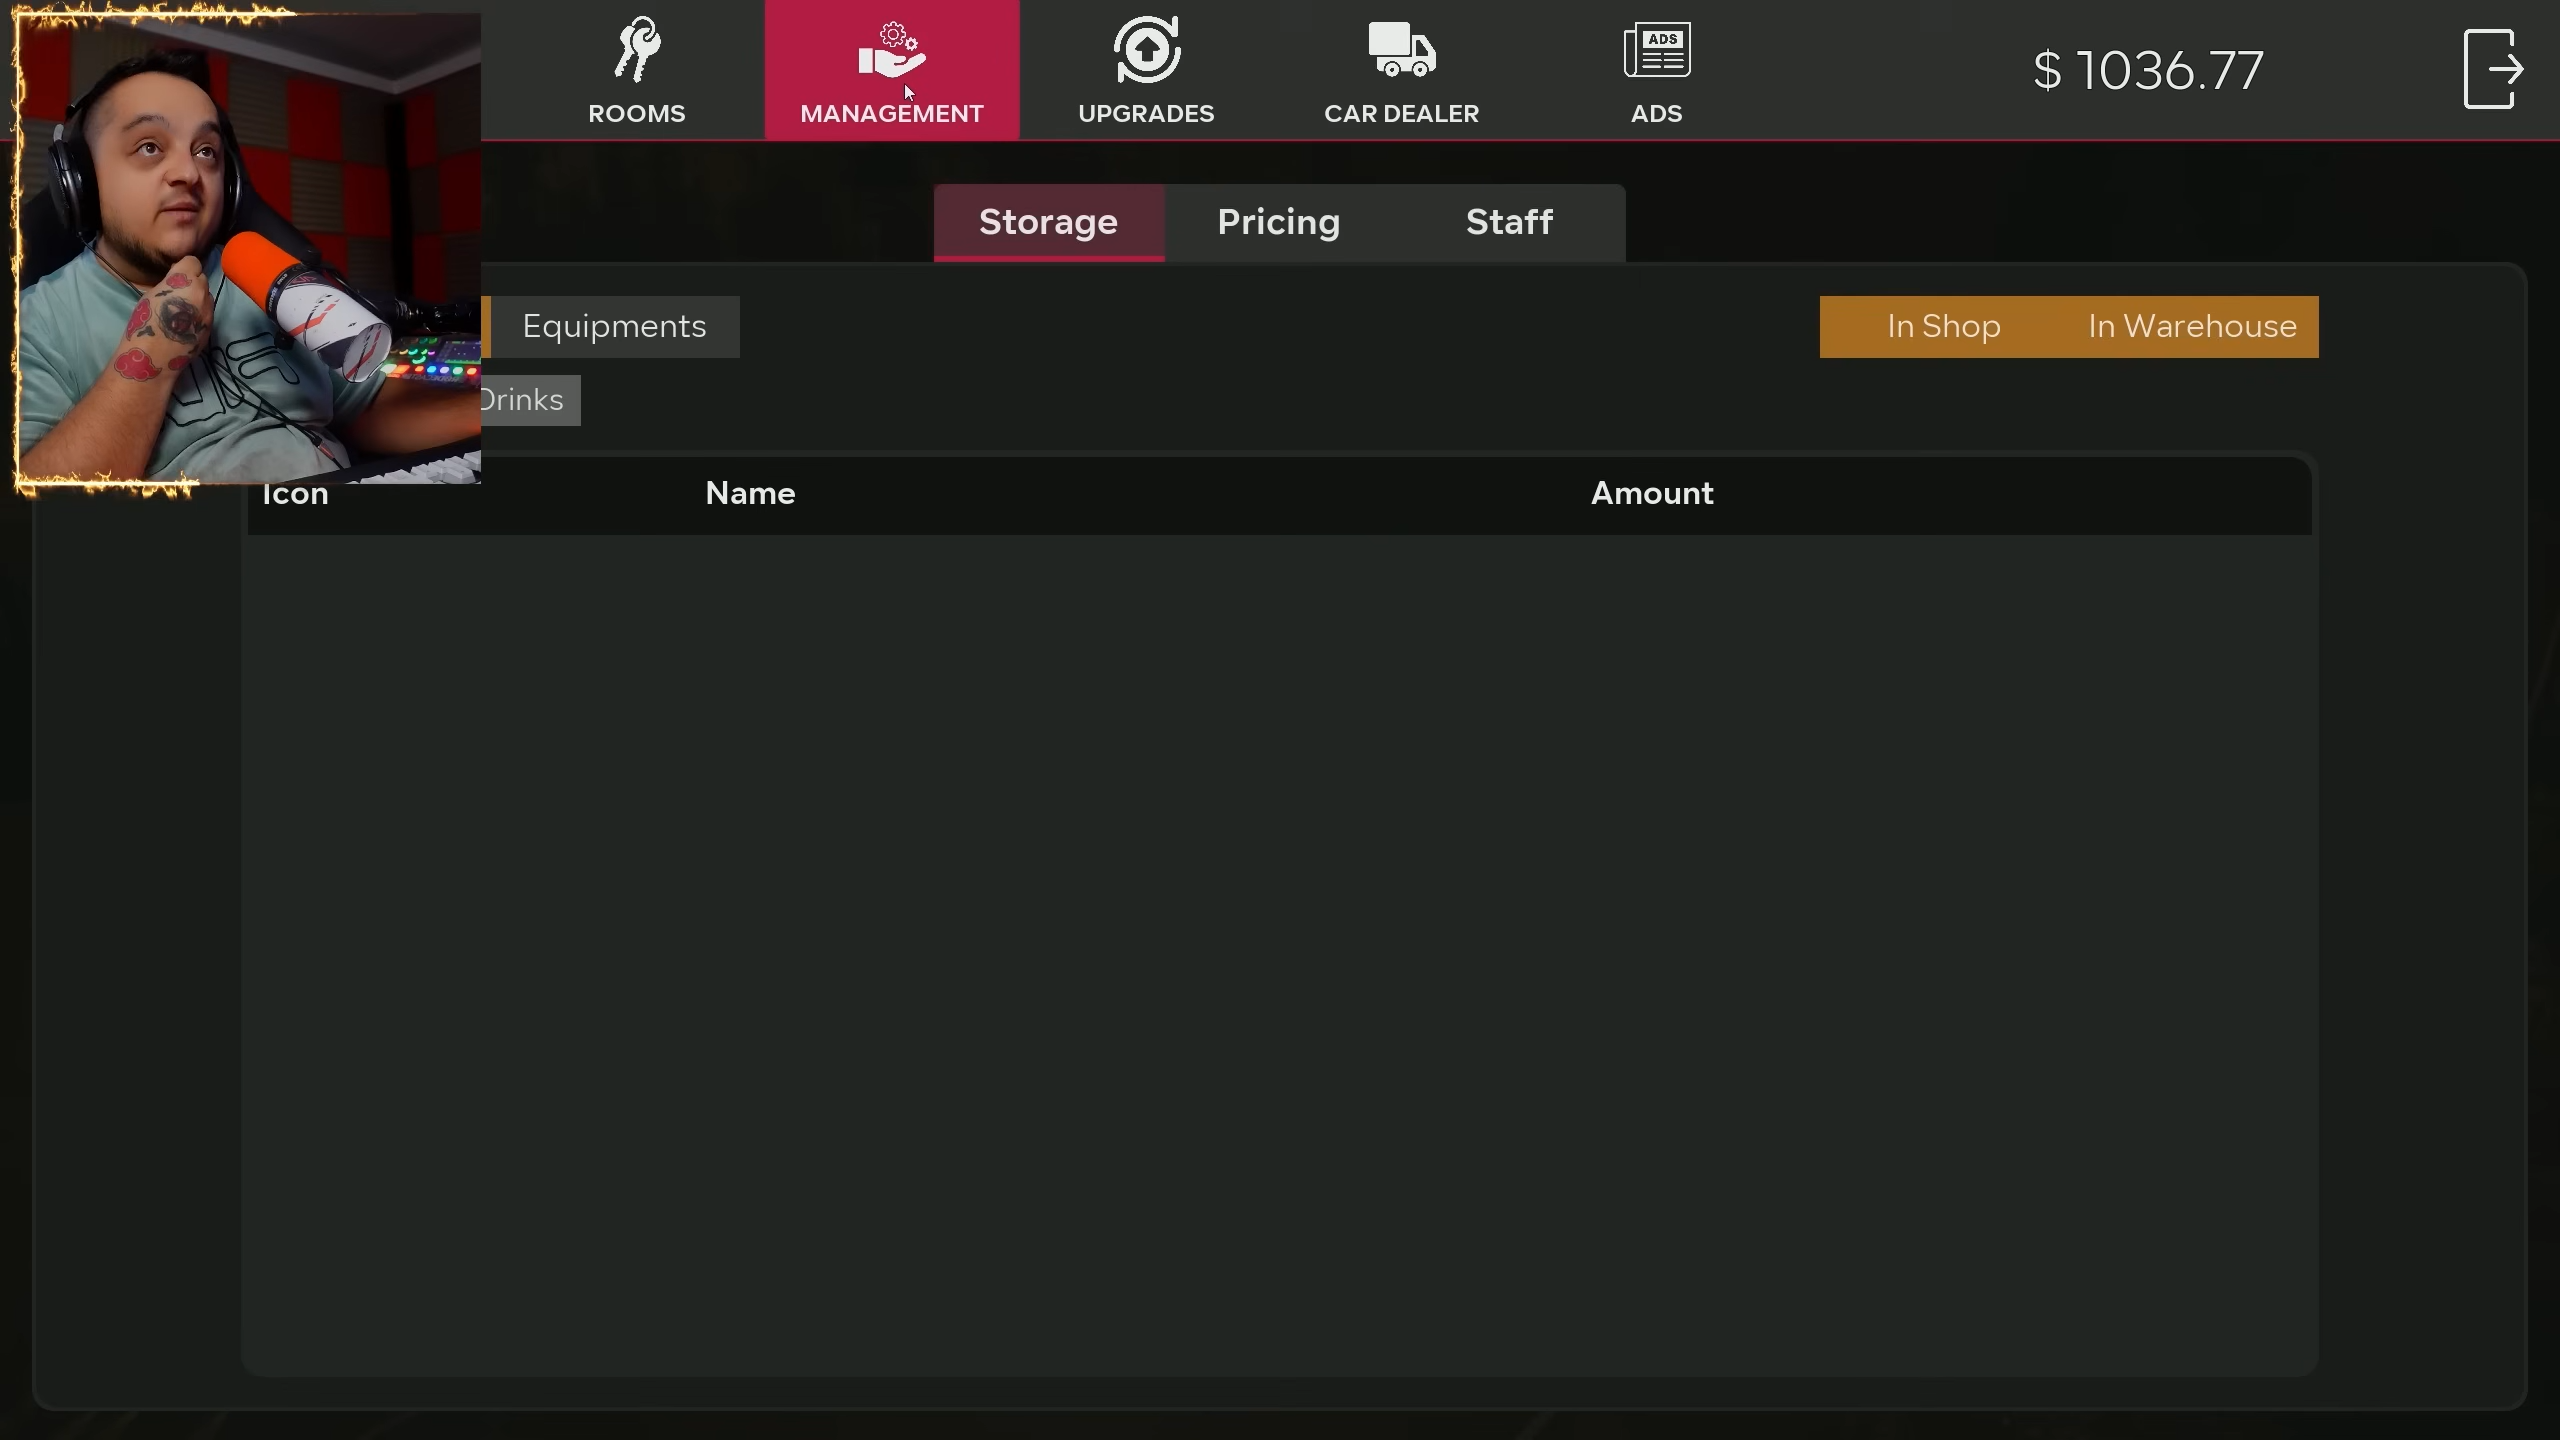 ROOMS
MANAGEMENT
UPGRADES
CAR DEALER
ADS
ADS
$ 1036.77
Storage
Pricing
Staff
Equipments
In Shop
In Warehouse
Drinks
Icon
Name
Amount